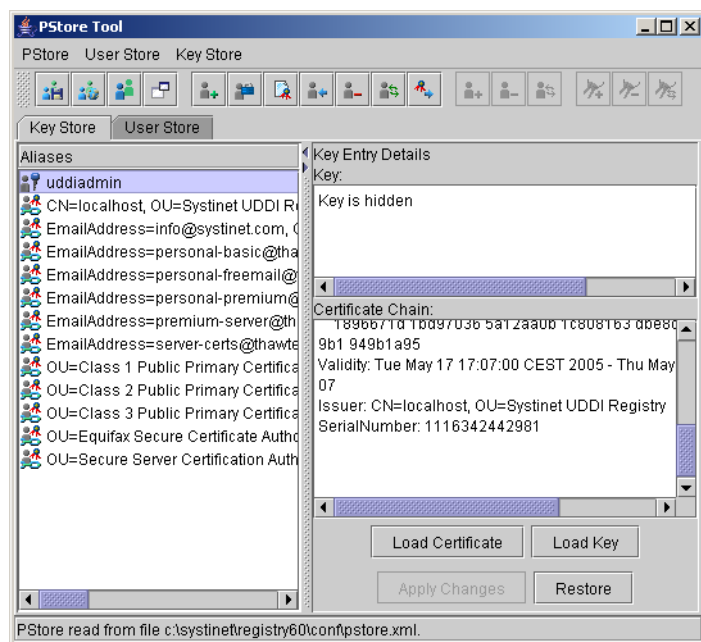 PStore Tool
PStore User Store Key Store
Key Store User Store
Aliases
uddiadmin
CN=localhost, OU=Systinet UDDI R
EmailAddress=info@systinet.com,
EmailAddress=personal-basic@tha
EmailAddress=personal-freemail@
EmailAddress=personal-premium@
EmailAddress=premium-server@th
EmailAddress=server-certs@thawte
OU=Class 1 Public Primary Certifica
OU=Class 2 Public Primary Certifica
OU=Class 3 Public Primary Certifica
OU=Equifax Secure Certificate Autho
OU=Secure Server Certification Auth
Key Entry Details
Key:
Key is hidden
Certificate Chain:
1896671d 1bd97036 5a12aa0b 1c808163 dbe8c
9b1 949b1a95
Validity: Tue May 17 17:07:00 CEST 2005 - Thu May
07
Issuer: CN=localhost, OU=Systinet UDDI Registry
SerialNumber: 1116342442981
Load Certificate Load Key
Apply Changes Restore
PStore read from file c:\systinet\registry60\conf\pstore.xml.